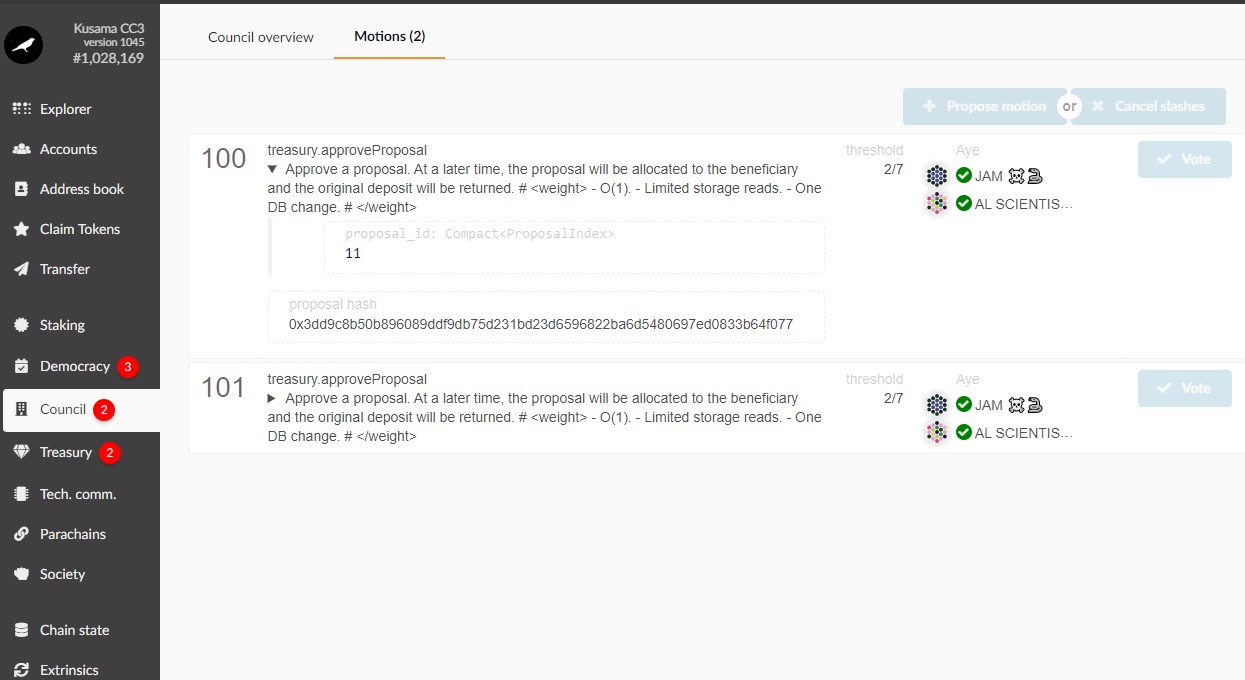 Kusama CC3
version 1045
#1,028,169
Explorer
Accounts
Address book
Claim Tokens
Transfer
Staking
Democracy 3
Council 2
Treasury 2
Tech. comm.
Parachains
Society
Chain state
Extrinsics
Council overview
Motions (2)
Propose motion or Cancel slashes
100
treasury.approveProposal
Approve a proposal. At a later time, the proposal will be allocated to the beneficiary
and the original deposit will be returned. # <weight> - O(1). - Limited storage reads. - One
DB change. # </weight>
proposal_id: Compact<ProposalIndex>
11
proposal hash
0x3dd9c8b50b896089ddf9db75d231bd23d6596822ba6d5480697ed0833b64f077
threshold
2/7
Aye
JAM ☠️🐍
AL SCIENTIS…
Vote
101
treasury.approveProposal
Approve a proposal. At a later time, the proposal will be allocated to the beneficiary
and the original deposit will be returned. # <weight> - O(1). - Limited storage reads. - One
DB change. # </weight>
threshold
2/7
Aye
JAM ☠️🐍
AL SCIENTIS…
Vote